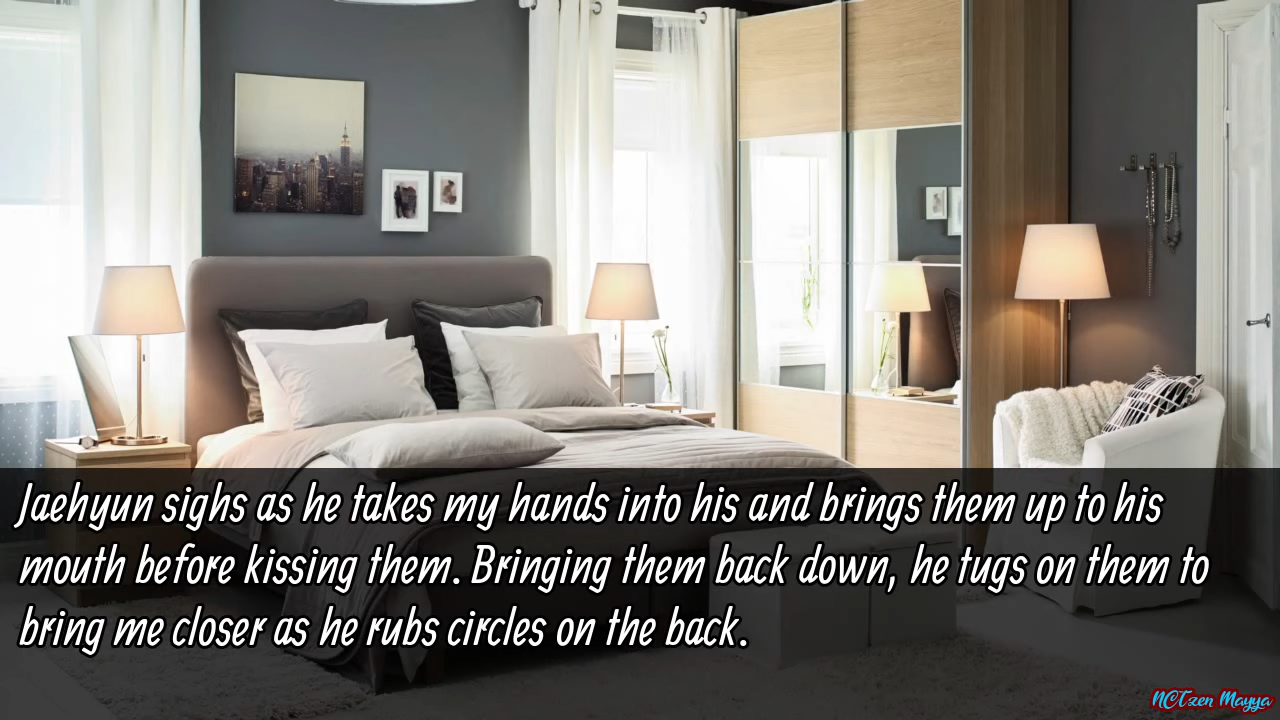 Jaehyun sighs as he takes my hands into his and brings them up to his
mouth before kissing them. Bringing them back down, he tugs on them to
bring me closer as he rubs circles on the back.
NCTzen Mayya